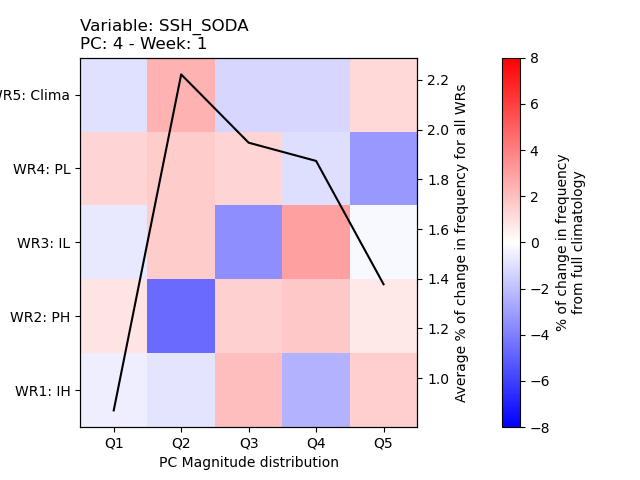 Variable: SSH_SODA
PC: 4 - Week: 1
WR5: Clima
WR4: PL
WR3: IL
WR2: PH
WR1: IH
Q1 Q2 Q3 Q4 Q5
PC Magnitude distribution
2.2
2.0
1.8
1.6
1.4
1.2
1.0
Average % of change in frequency for all WRs
8
6
4
2
0
−2
−4
−6
−8
% of change in frequency
from full climatology